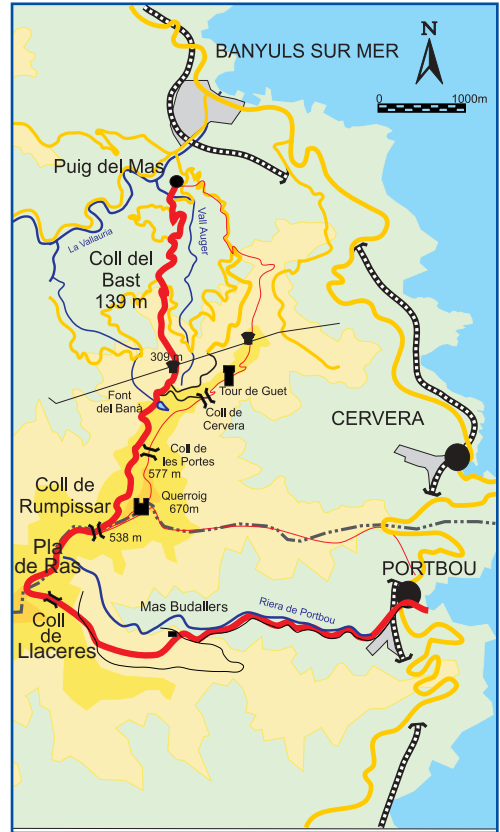 BANYULS SUR MER
N
0
1000m
Puig del Mas
La Vallauria
Vall Auger
Coll del
Bast
139 m
309 m
Font
del Banà
Tour de Guet
Coll de
Cervera
CERVERA
Coll de
les Portes
577 m
Coll de
Rumpissar
Querroig
670m
538 m
Pla
de Ras
PORTBOU
Mas Budallers
Riera de Portbou
Coll
de
Llaceres